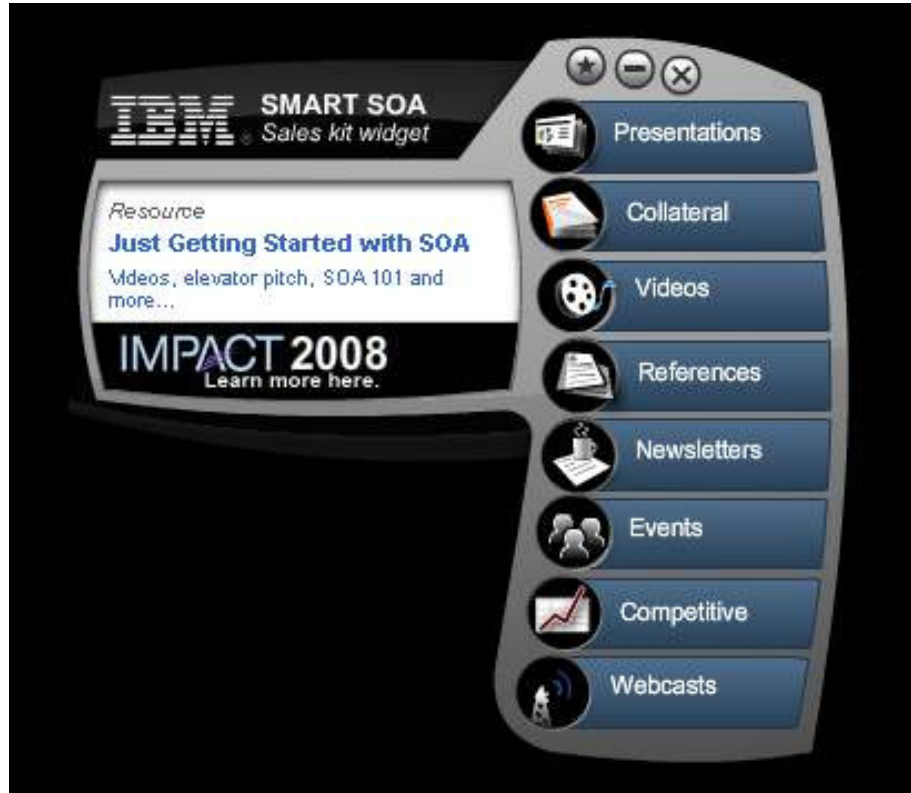 IBM®
SMART SOA
Sales kit widget
Resource
Just Getting Started with SOA
Videos, elevator pitch, SOA 101 and
more...
IMPACT 2008
Learn more here.
Presentations
Collateral
Videos
References
Newsletters
Events
Competitive
Webcasts